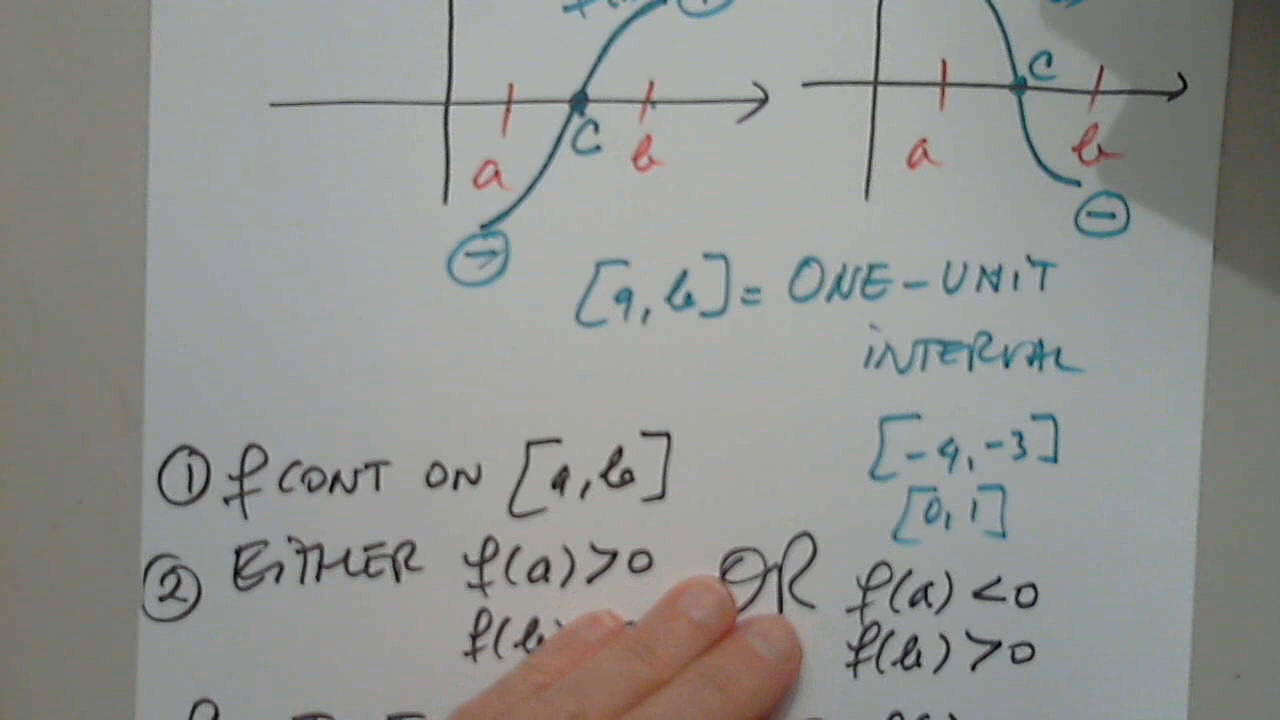 c
a c b
a b
[a, b] = ONE-UNIT
INTERVAL
[-4, -3]
① f CONT ON [a, b]
[0, 1]
② EITHER f(a) > 0 OR f(a) < 0
f(b) f(b) > 0